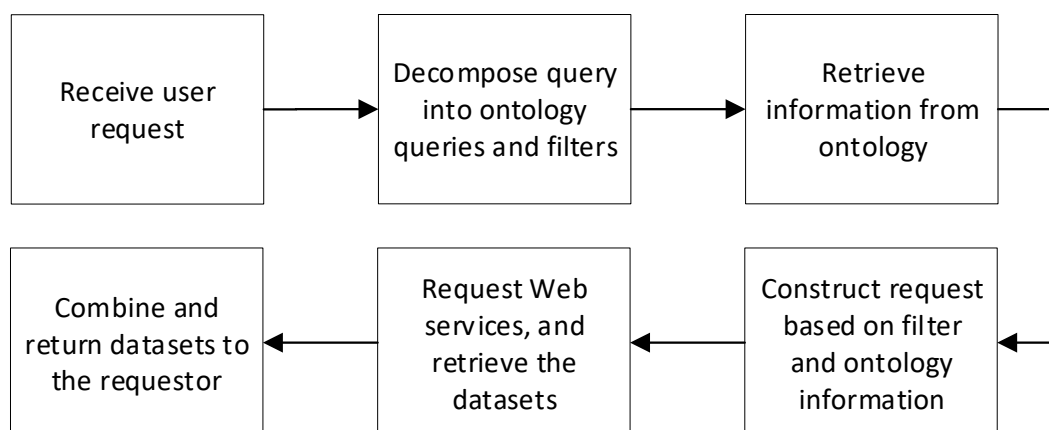 Receive user
request
Decompose query
into ontology
queries and filters
Retrieve
information from
ontology
Construct request
based on filter
and ontology
information
Request Web
services, and
retrieve the
datasets
Combine and
return datasets to
the requestor